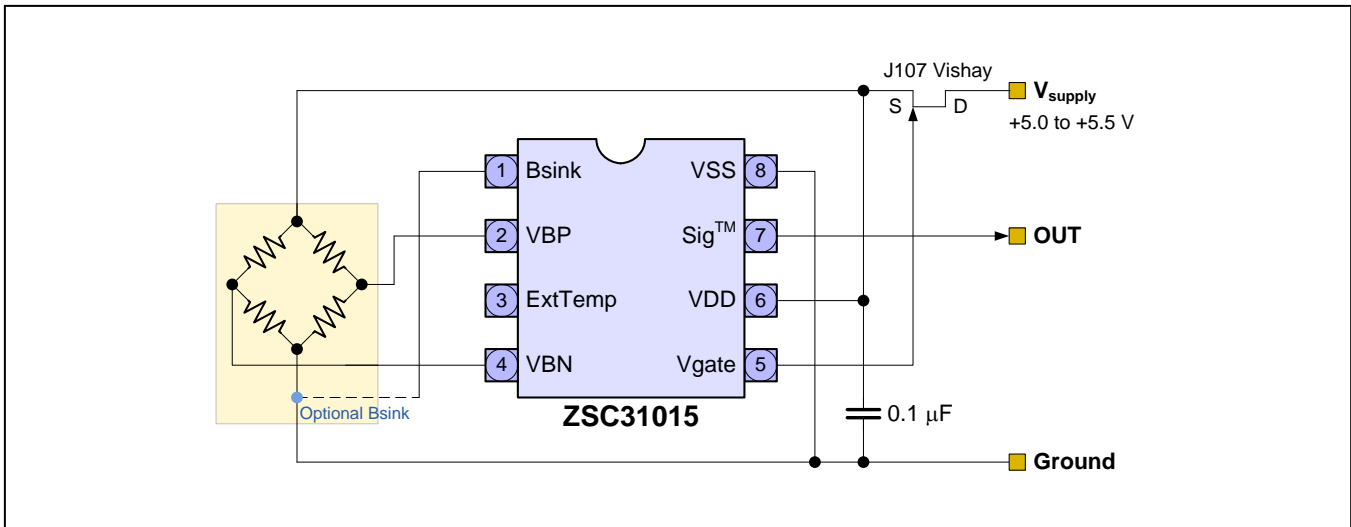 J107 Vishay
S D
Vsupply
+5.0 to +5.5 V
1 Bsink VSS 8
2 VBP Sig™ 7 OUT
3 ExtTemp VDD 6
4 VBN Vgate 5
Optional Bsink
ZSC31015
0.1 μF
Ground